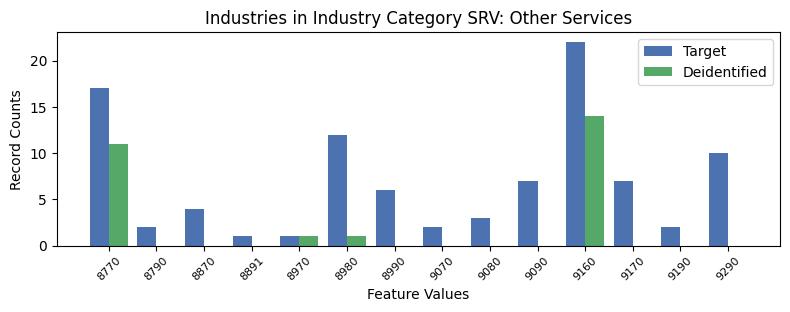 Industries in Industry Category SRV: Other Services
Target
Deidentified
Record Counts
20
15
10
5
0
8770 8790 8870 8891 8970 8980 8990 9070 9080 9090 9160 9170 9190 9290
Feature Values